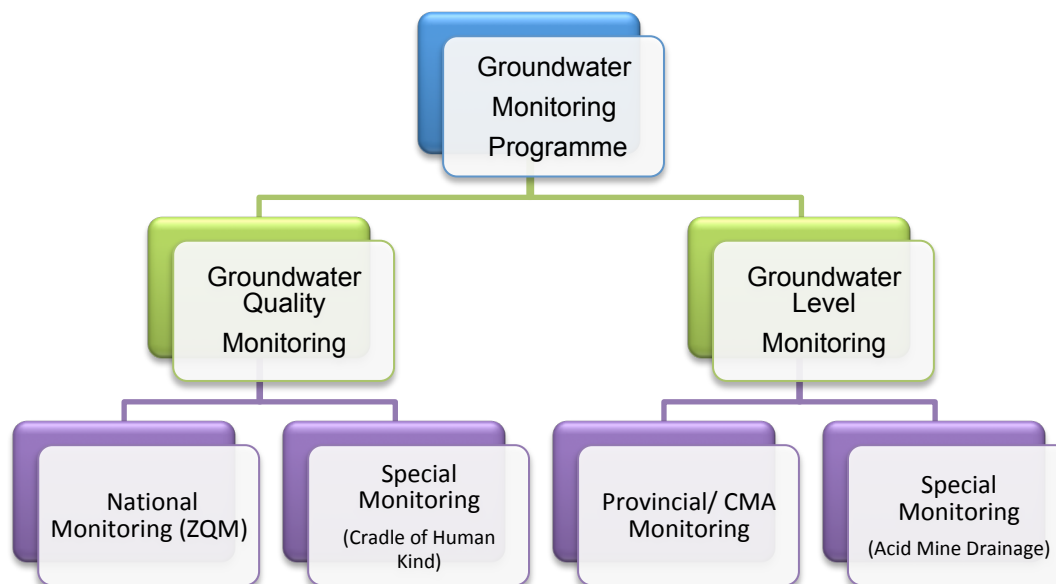 Groundwater
Monitoring
Programme
Groundwater
Quality
Monitoring
Groundwater
Level
Monitoring
National
Monitoring (ZQM)
Special
Monitoring
(Cradle of Human
Kind)
Provincial/ CMA
Monitoring
Special
Monitoring
(Acid Mine Drainage)